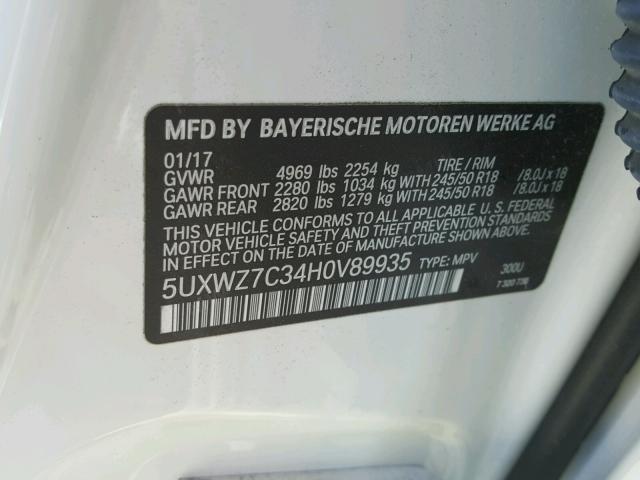 MFD BY BAYERISCHE MOTOREN WERKE AG
01/17
GVWR 4969 lbs 2254 kg TIRE / RIM
GAWR FRONT 2280 lbs 1034 kg WITH 245/50 R18 /8.0J x 18
GAWR REAR 2820 lbs 1279 kg WITH 245/50 R18 /8.0J x 18
THIS VEHICLE CONFORMS TO ALL APPLICABLE U. S. FEDERAL
MOTOR VEHICLE SAFETY AND THEFT PREVENTION STANDARDS
IN EFFECT ON THE DATE OF MANUFACTURE SHOWN ABOVE.
5UXWZ7C34H0V89935 TYPE: MPV 300U